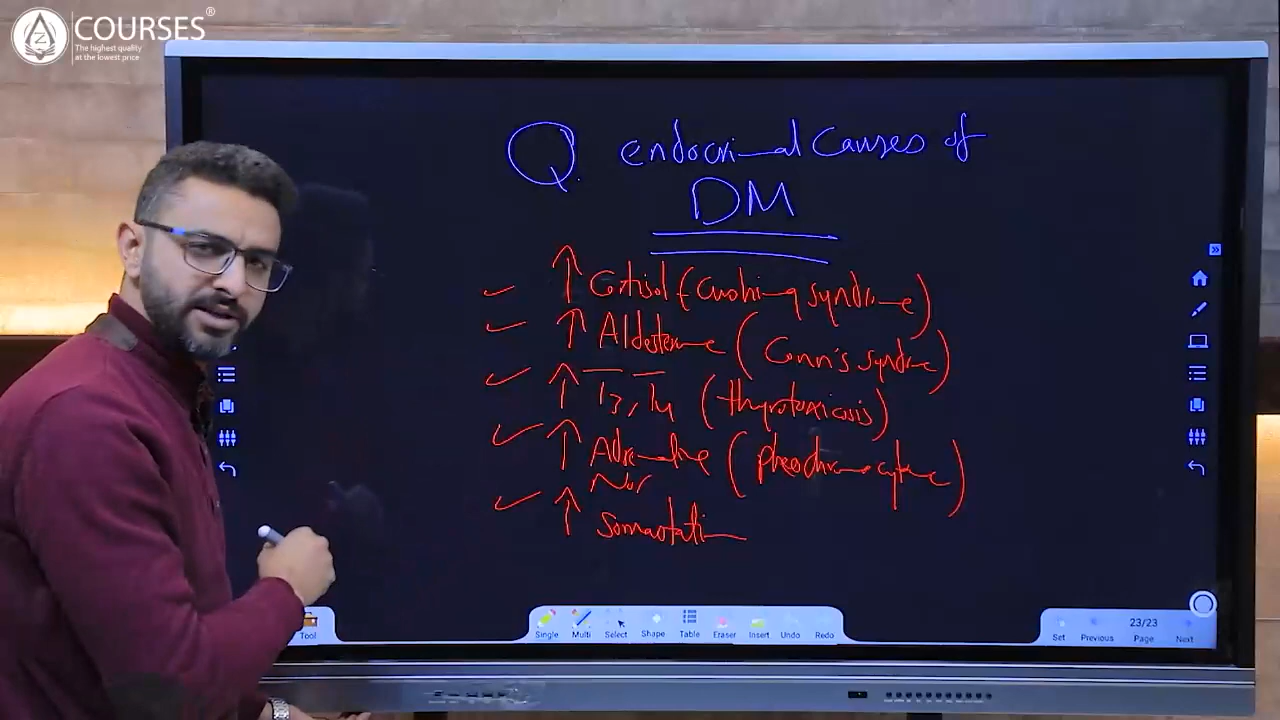 COURSES®
The highest quality
at the lowest price
Q endocrinal Causes of
DM
↑ Cortisol (Cushing syndrome)
↑ Aldosterone (Conn's syndrome)
↑ T3, T4 (thyrotoxicosis)
↑ Adrenaline (pheochromocytoma)
Nor
↑ Somatostatin
Tool
Single Multi Select Shape Table Eraser Insert Undo Redo
23/23
Set Previous Page Next